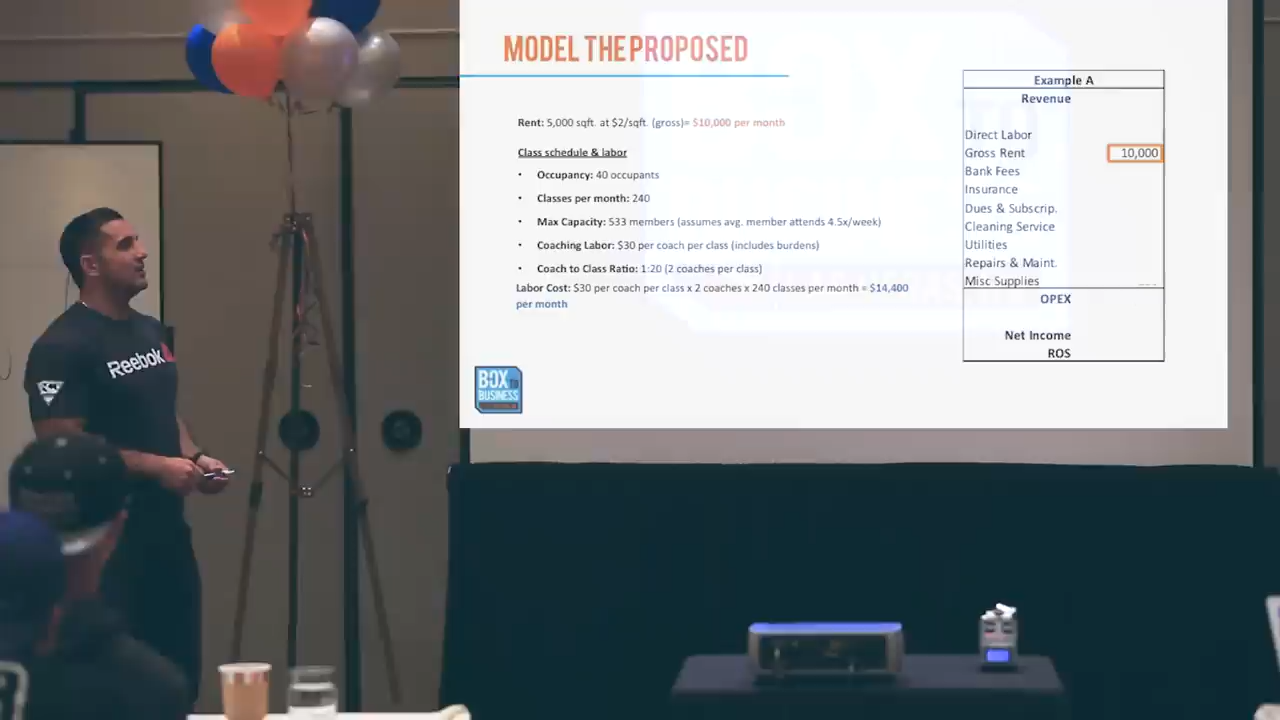 MODEL THE PROPOSED
Rent: 5,000 sqft. at $2/sqft. (gross)= $10,000 per month
Class schedule & labor
• Occupancy: 40 occupants
• Classes per month: 240
• Max Capacity: 533 members (assumes avg. member attends 4.5x/week)
• Coaching Labor: $30 per coach per class (includes burdens)
• Coach to Class Ratio: 1:20 (2 coaches per class)
Labor Cost: $30 per coach per class x 2 coaches x 240 classes per month = $14,400
per month
Example A
Revenue
Direct Labor
Gross Rent 10,000
Bank Fees
Insurance
Dues & Subscrip.
Cleaning Service
Utilities
Repairs & Maint.
Misc Supplies
OPEX
Net Income
ROS
BOX TO
BUSINESS
Reebok